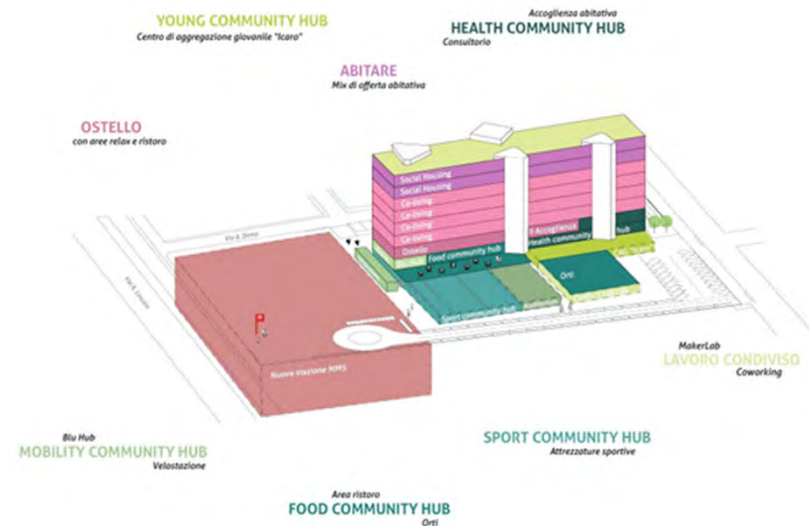 YOUNG COMMUNITY HUB
Centro di aggregazione giovanile "Icaro"
Accoglienza abitativa
HEALTH COMMUNITY HUB
Consultorio
ABITARE
Mix di offerta abitativa
OSTELLO
con aree relax e ristoro
Social Housing
Social Housing
Co-living
Co-living
Co-living
Co-living
Ostello
Accoglienza
Food community hub
Health community hub
Orti
Sport community hub
Nuova stazione MM5
MakerLab
LAVORO CONDIVISO
Coworking
Blu Hub
MOBILITY COMMUNITY HUB
Velostazione
SPORT COMMUNITY HUB
Attrezzature sportive
Area ristoro
FOOD COMMUNITY HUB
Orti